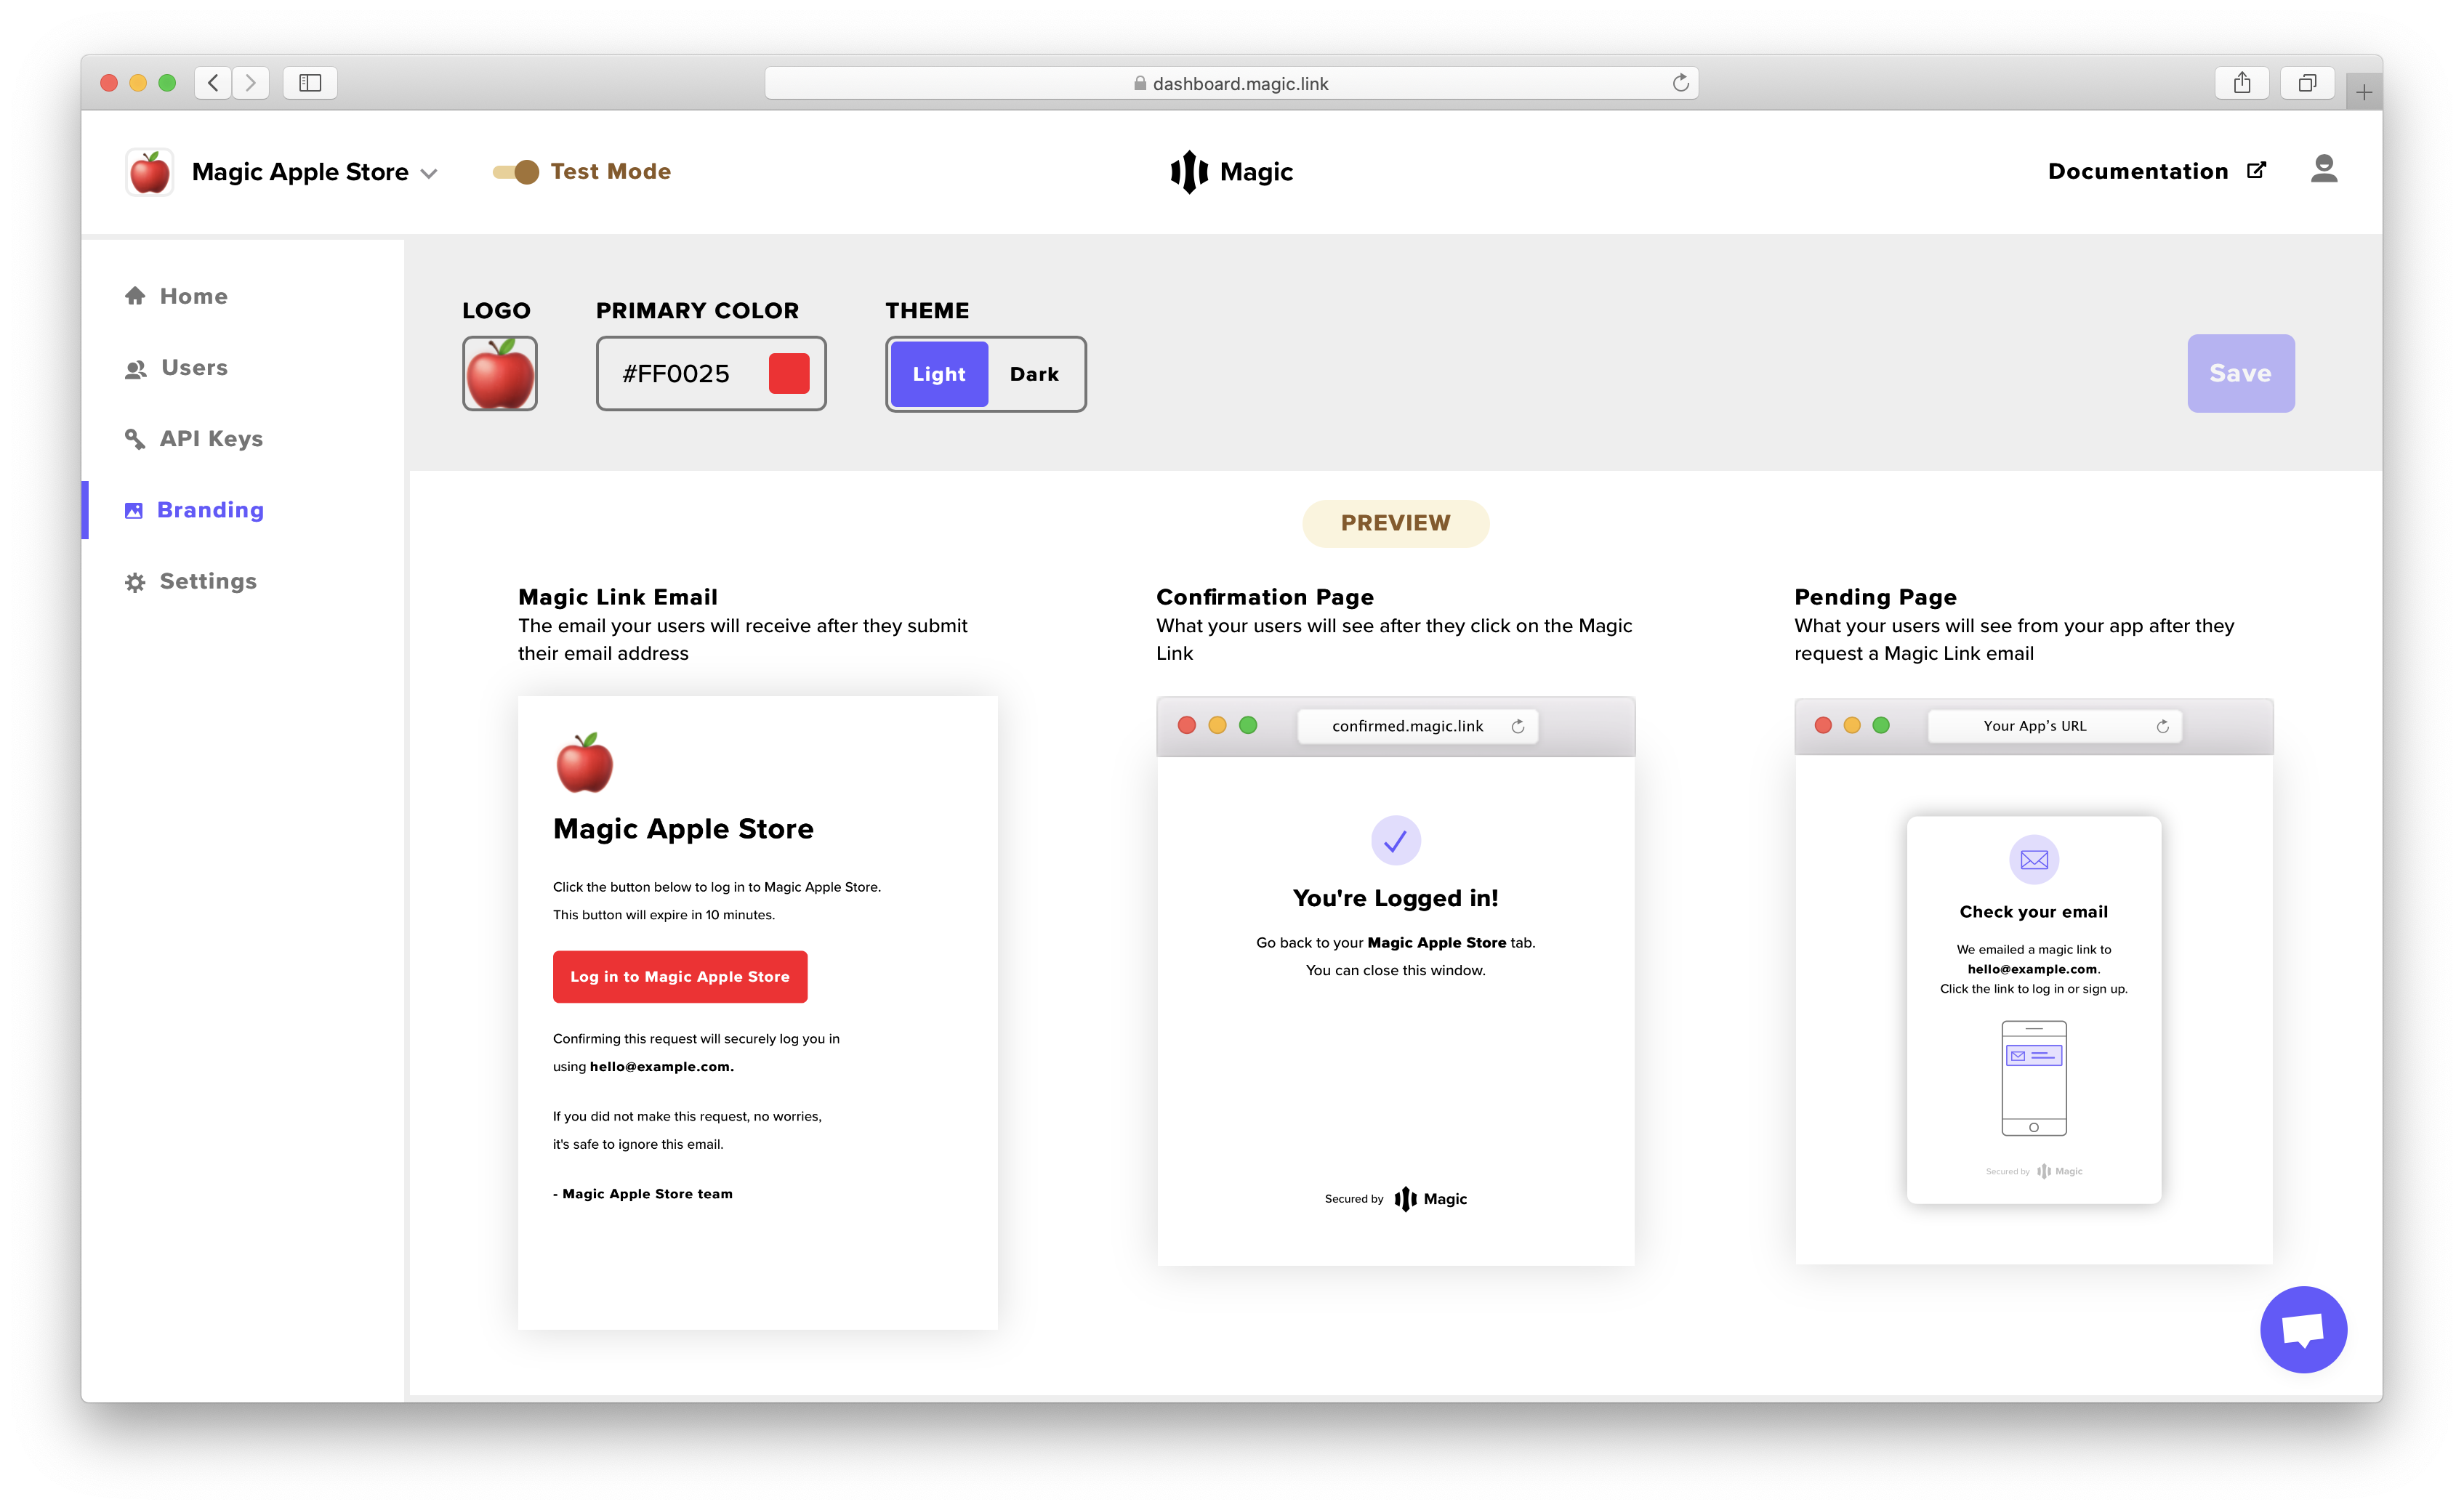 dashboard.magic.link
Magic Apple Store
Test Mode
Magic
Documentation
Home
Users
API Keys
Branding
Settings
LOGO
PRIMARY COLOR
THEME
#FF0025
Light
Dark
Save
PREVIEW
Magic Link Email
The email your users will receive after they submit
their email address
Magic Apple Store
Click the button below to log in to Magic Apple Store.
This button will expire in 10 minutes.
Log in to Magic Apple Store
Confirming this request will securely log you in
using hello@example.com.
If you did not make this request, no worries,
it's safe to ignore this email.
- Magic Apple Store team
Confirmation Page
What your users will see after they click on the Magic
Link
confirmed.magic.link
You're Logged in!
Go back to your Magic Apple Store tab.
You can close this window.
Secured by Magic
Pending Page
What your users will see from your app after they
request a Magic Link email
Your App's URL
Check your email
We emailed a magic link to
hello@example.com.
Click the link to log in or sign up.
Secured by Magic